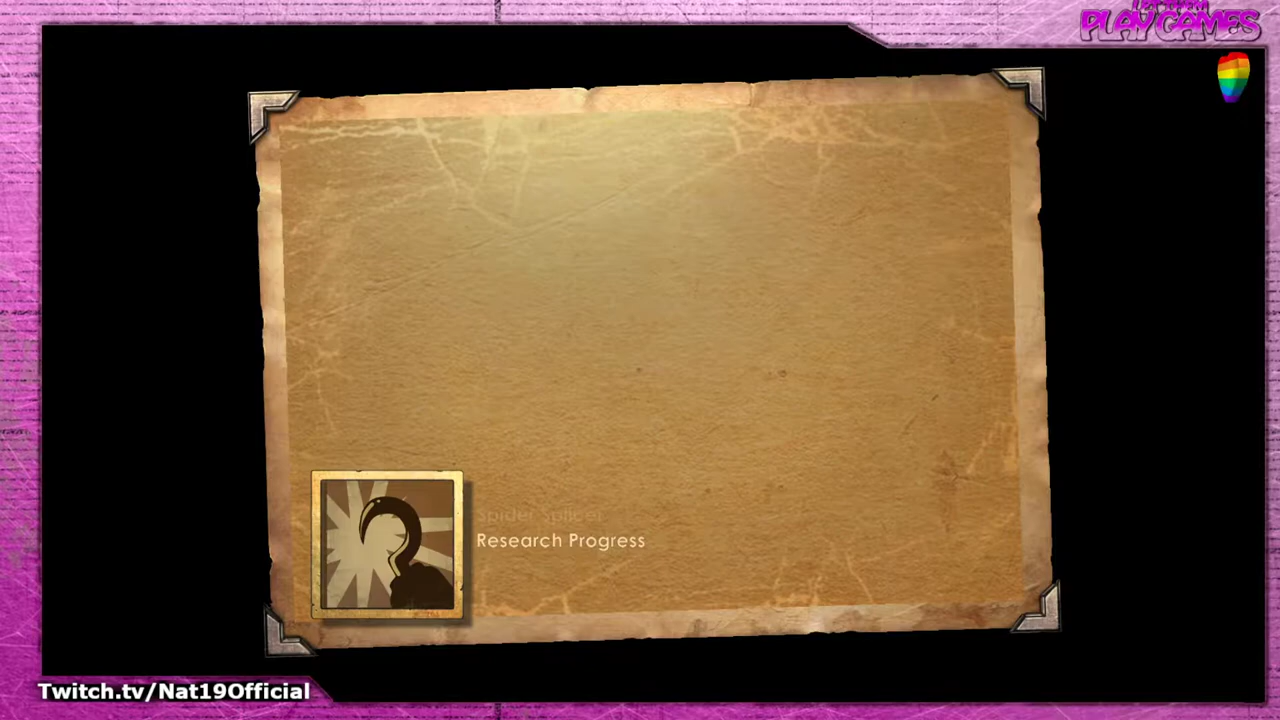 PLAY GAMES
Spider Splicer
Research Progress
Twitch.tv/Nat19Official